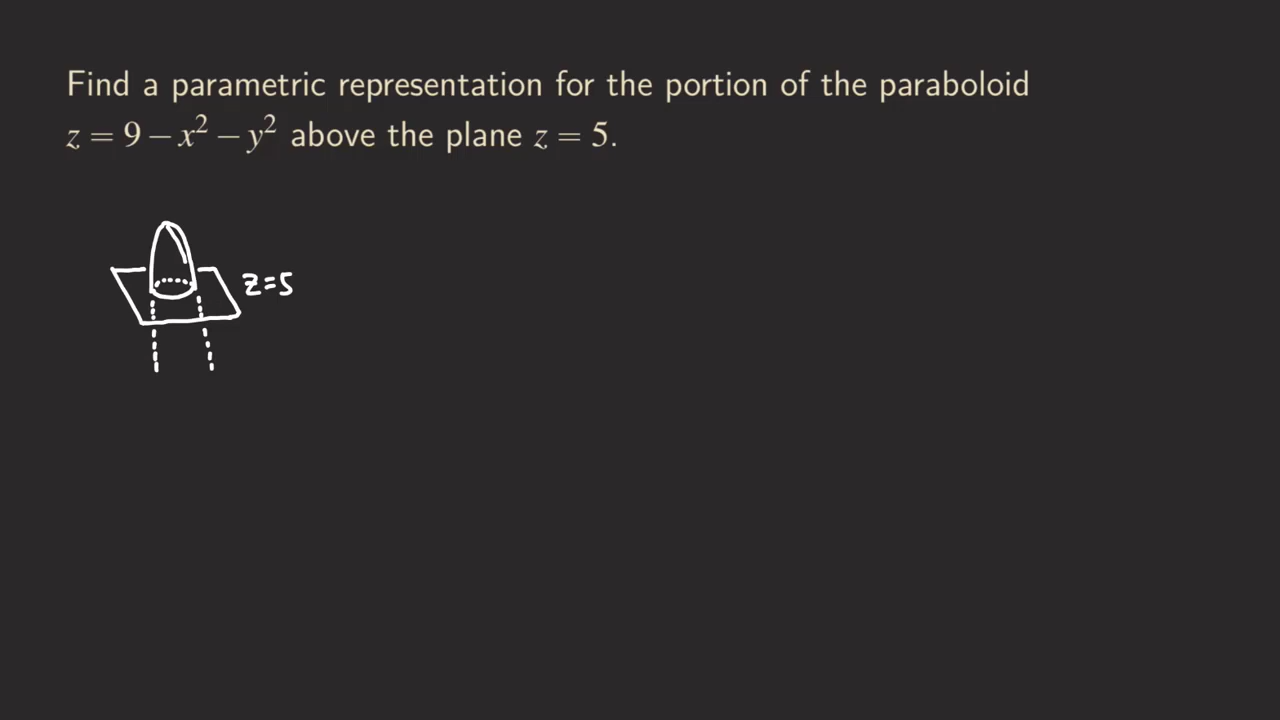 Find a parametric representation for the portion of the paraboloid
z = 9 − x² − y² above the plane z = 5.
z=5